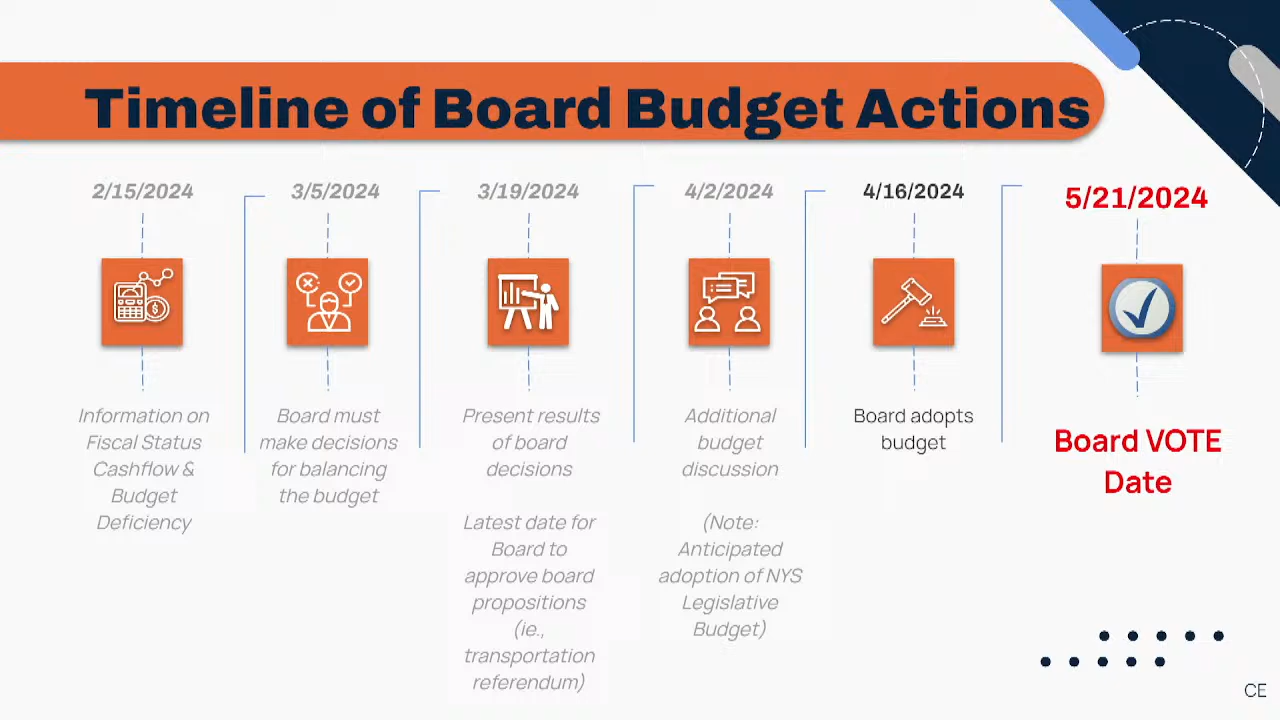 Timeline of Board Budget Actions
2/15/2024
Information on
Fiscal Status
Cashflow &
Budget
Deficiency
3/5/2024
Board must
make decisions
for balancing
the budget
3/19/2024
Present results
of board
decisions
Latest date for
Board to
approve board
propositions
(ie.,
transportation
referendum)
4/2/2024
Additional
budget
discussion
(Note:
Anticipated
adoption of NYS
Legislative
Budget)
4/16/2024
Board adopts
budget
5/21/2024
Board VOTE
Date
CE